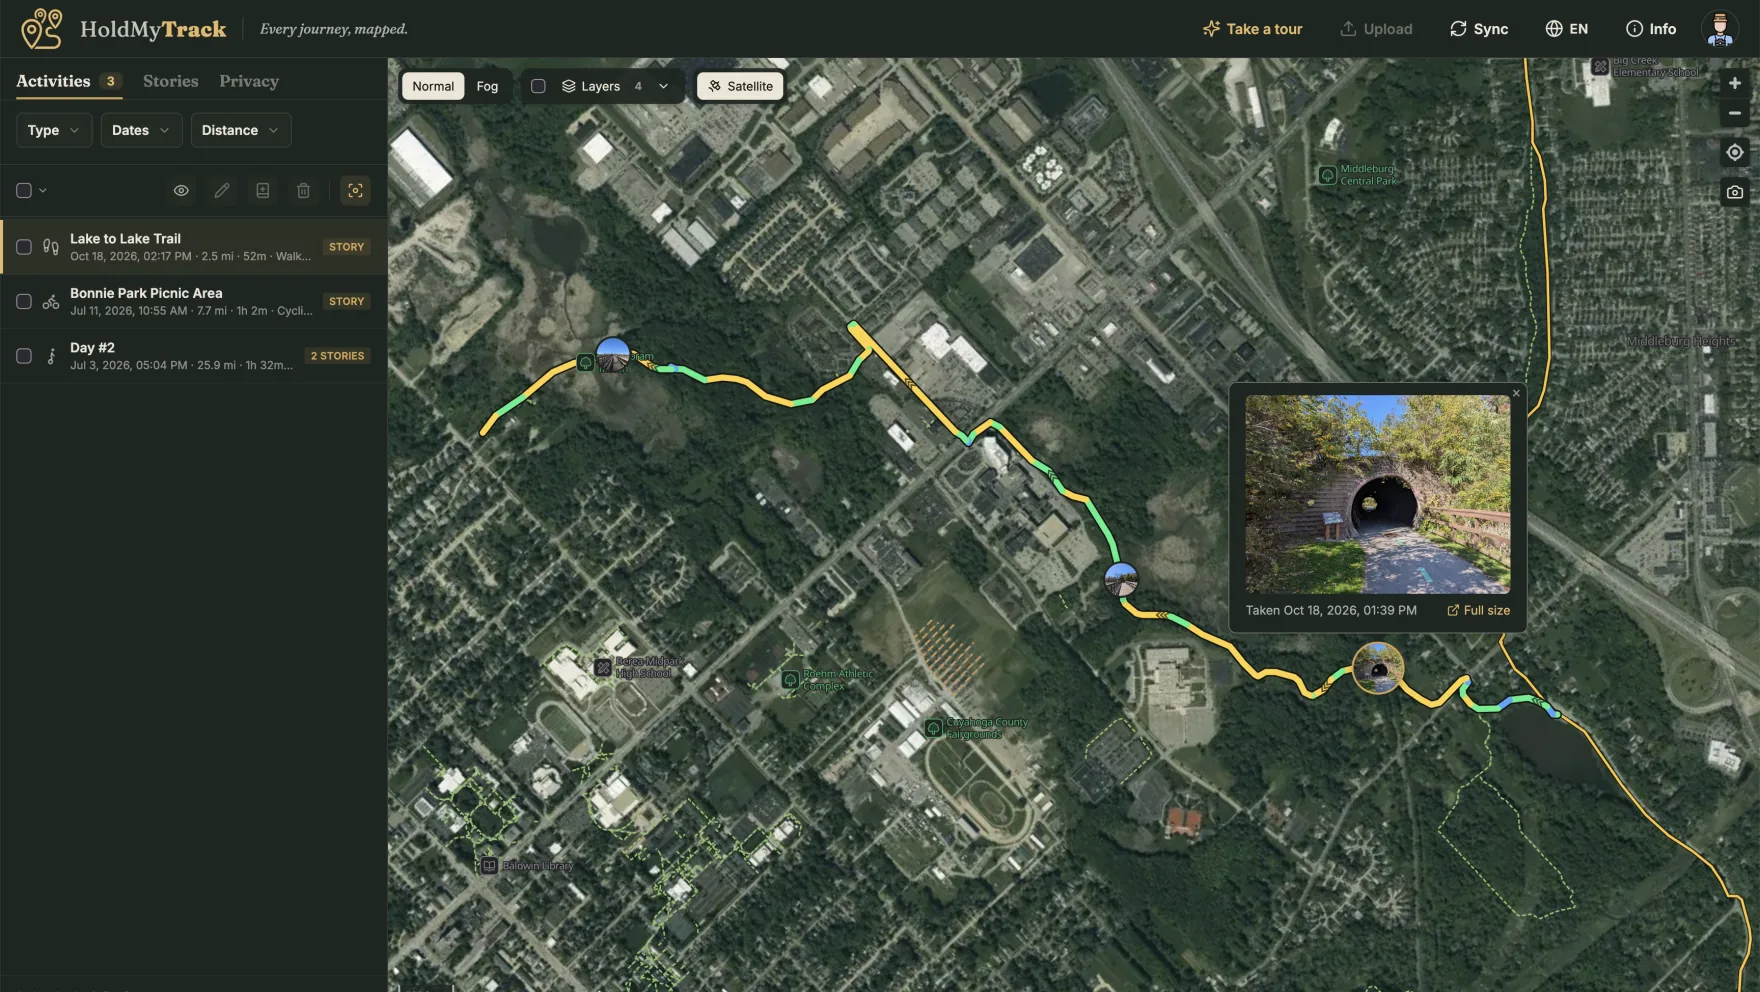 HoldMyTrack
Every journey, mapped.
Take a tour
Upload
Sync
EN
Info
Activities 3
Stories
Privacy
Type
Dates
Distance
Lake to Lake Trail
Oct 18, 2026, 02:17 PM · 2.5 mi · 52m · Walk...
STORY
Bonnie Park Picnic Area
Jul 11, 2026, 10:55 AM · 7.7 mi · 1h 2m · Cycli...
STORY
Day #2
Jul 3, 2026, 05:04 PM · 25.9 mi · 1h 32m...
2 STORIES
Normal
Fog
Layers 4
Satellite
Big Creek
Elementary School
Middleburg
Central Park
Middleburg Heights
Taken Oct 18, 2026, 01:39 PM
Full size
Berea-Midpark
High School
Roehm Athletic
Complex
Cuyahoga County
Fairgrounds
Baldwin Library